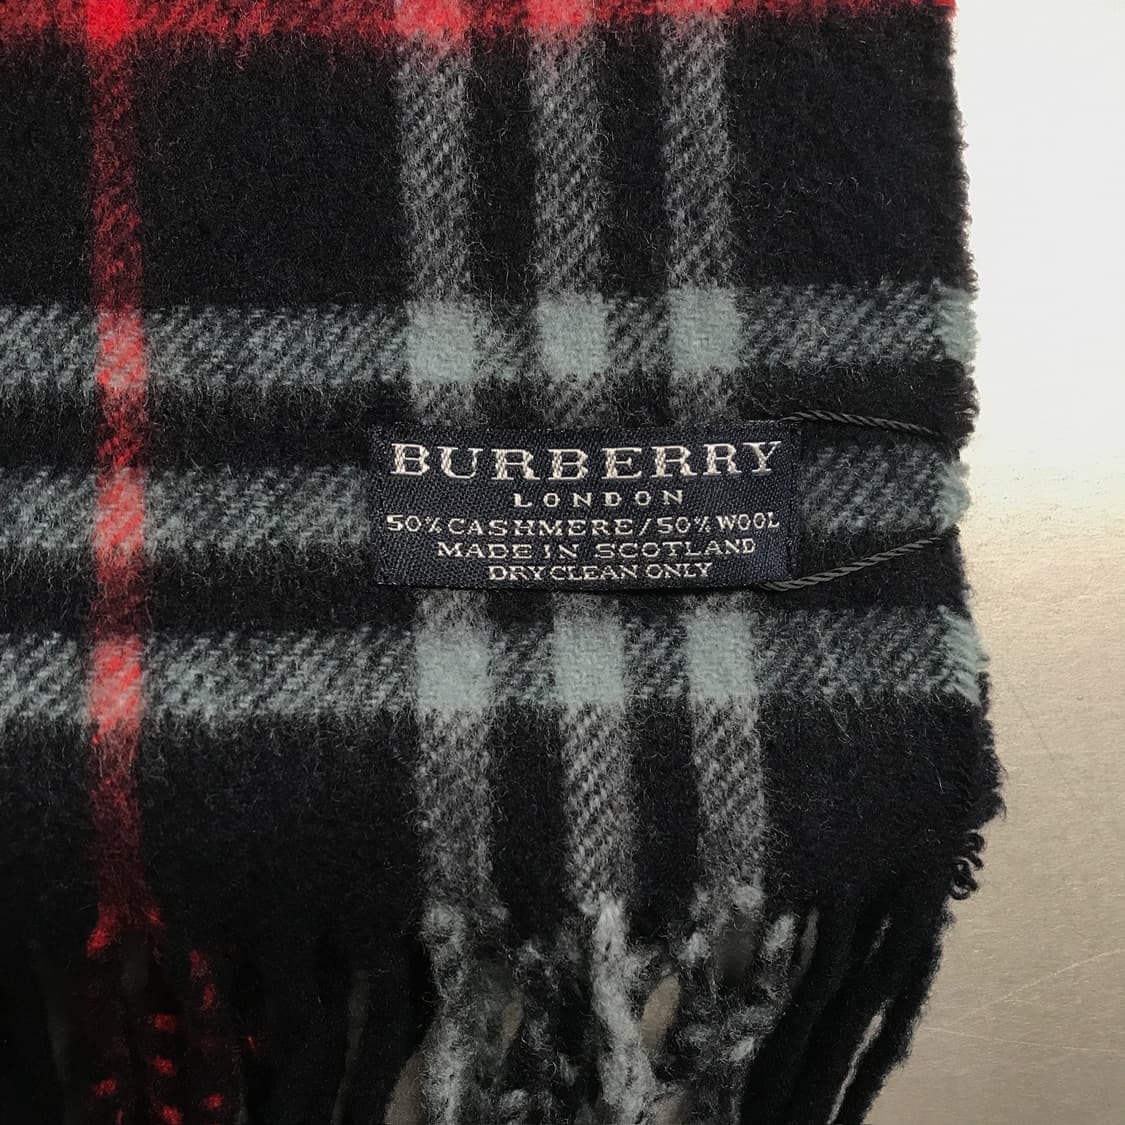 BURBERRY
LONDON
50% CASHMERE/50% WOOL
MADE IN SCOTLAND
DRY CLEAN ONLY